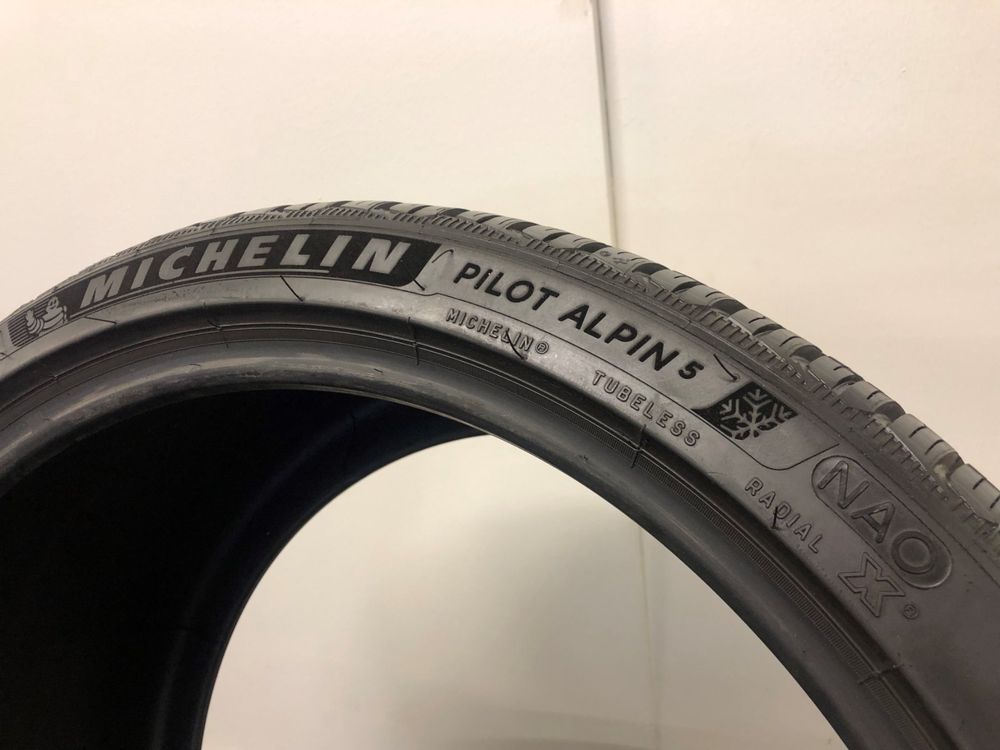 MICHELIN
PiLOT ALPIN 5
MICHELIN®
TUBELESS
RADIAL X®
NAO